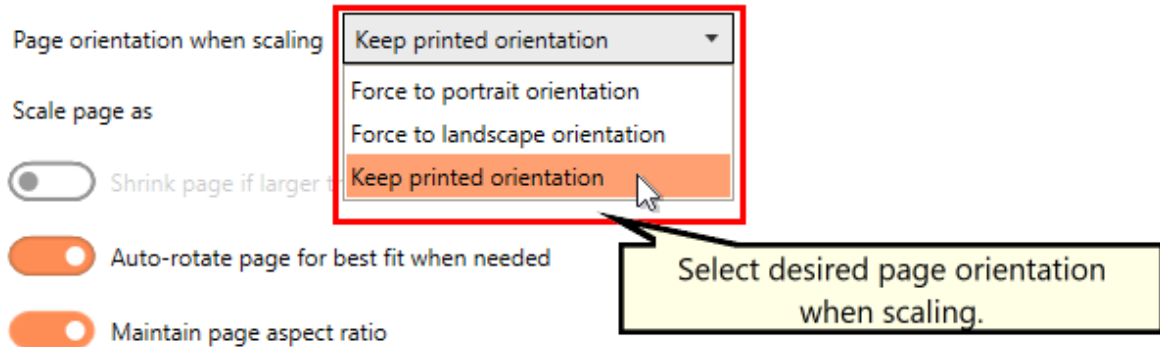 Page orientation when scaling
Keep printed orientation
Force to portrait orientation
Scale page as
Force to landscape orientation
Keep printed orientation
Shrink page if larger
Auto-rotate page for best fit when needed
Select desired page orientation
when scaling.
Maintain page aspect ratio